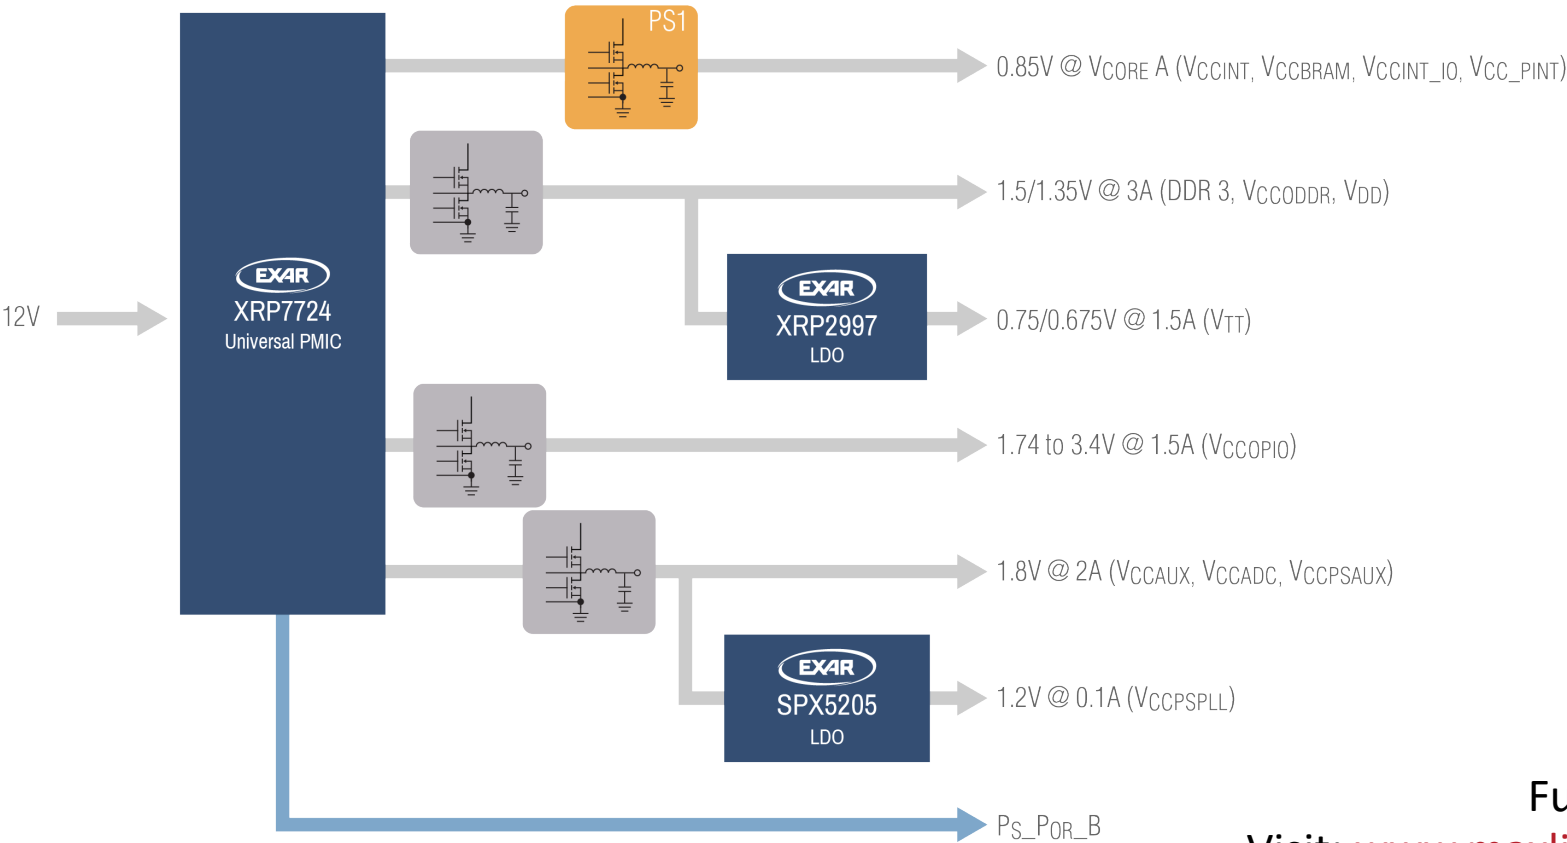 PS1
0.85V @ VCORE A (VCCINT, VCCBRAM, VCCINT_IO, VCC_PINT)
1.5/1.35V @ 3A (DDR 3, VCCODDR, VDD)
EXAR
XRP7724
Universal PMIC
12V
EXAR
XRP2997
LDO
0.75/0.675V @ 1.5A (VTT)
1.74 to 3.4V @ 1.5A (VCCOPIO)
1.8V @ 2A (VCCAUX, VCCADC, VCCPSAUX)
EXAR
SPX5205
LDO
1.2V @ 0.1A (VCCPSPLL)
PS_POR_B